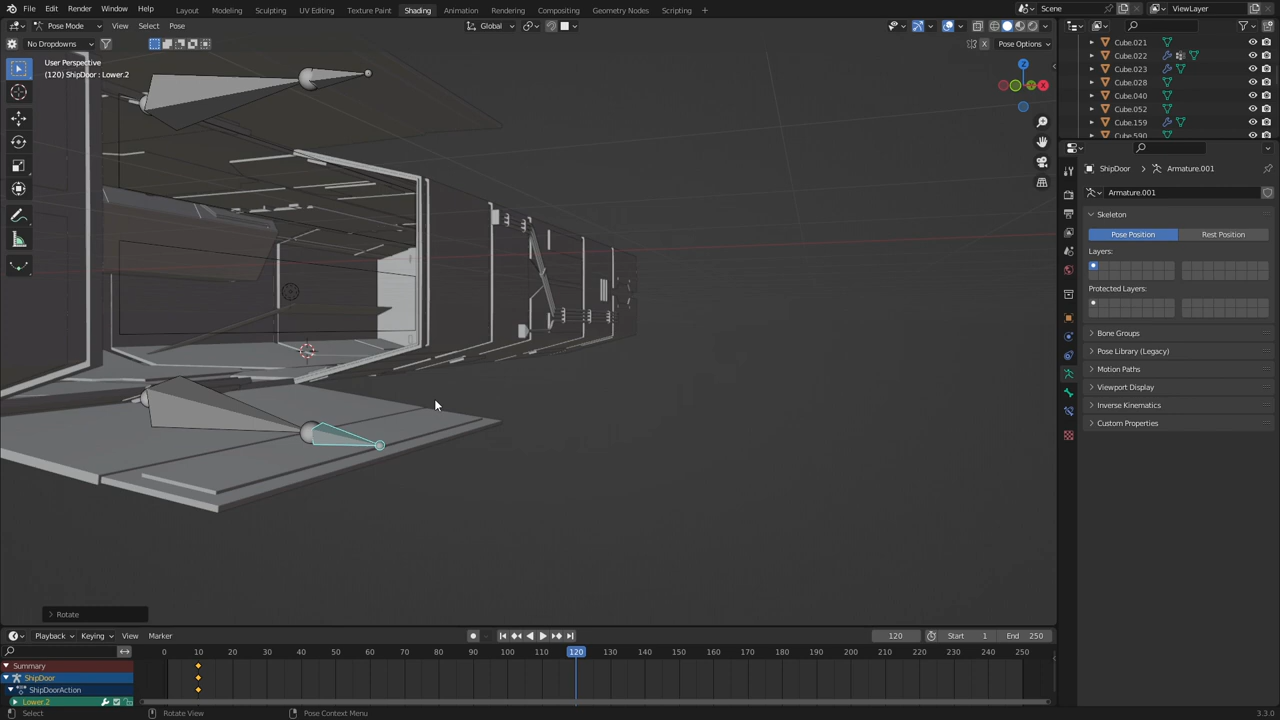 File Edit Render Window Help Layout Modeling Sculpting UV Editing Texture Paint Shading Animation Rendering Compositing Geometry Nodes Scripting Scene ViewLayer
Pose Mode View Select Pose Global
No Dropdowns Pose Options
User Perspective
(120) ShipDoor : Lower.2
X
Z
X
Y
Cube.021
Cube.022
Cube.023
Cube.028
Cube.040
Cube.052
Cube.159
Cube.590
ShipDoor > Armature.001
Armature.001
Skeleton
Pose Position Rest Position
Layers:
Protected Layers:
Bone Groups
Pose Library (Legacy)
Motion Paths
Viewport Display
Inverse Kinematics
Custom Properties
Rotate
Playback Keying View Marker 120 Start 1 End 250
0 10 20 30 40 50 60 70 80 90 100 110 120 130 140 150 160 170 180 190 200 210 220 230 240 250
Summary
ShipDoor
ShipDoorAction
Lower.2
Select Rotate View Pose Context Menu 3.3.0